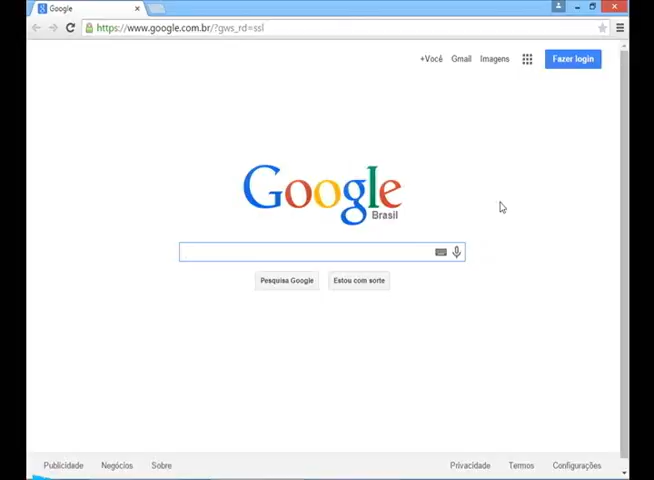 Google
https://www.google.com.br/?gws_rd=ssl
+Você Gmail Imagens Fazer login
Google
Brasil
Pesquisa Google Estou com sorte
Publicidade Negócios Sobre Privacidade Termos Configurações